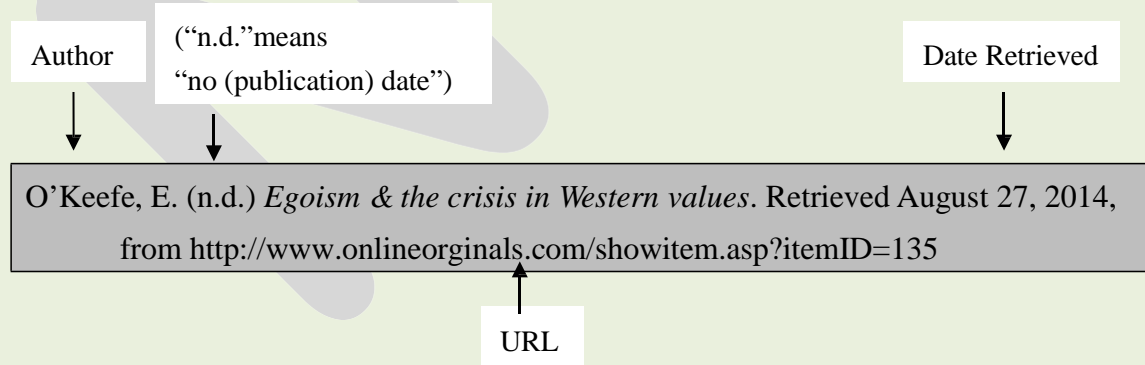 Author
(“n.d.”means
“no (publication) date”)
Date Retrieved
O’Keefe, E. (n.d.) Egoism & the crisis in Western values. Retrieved August 27, 2014,
from http://www.onlineorginals.com/showitem.asp?itemID=135
URL